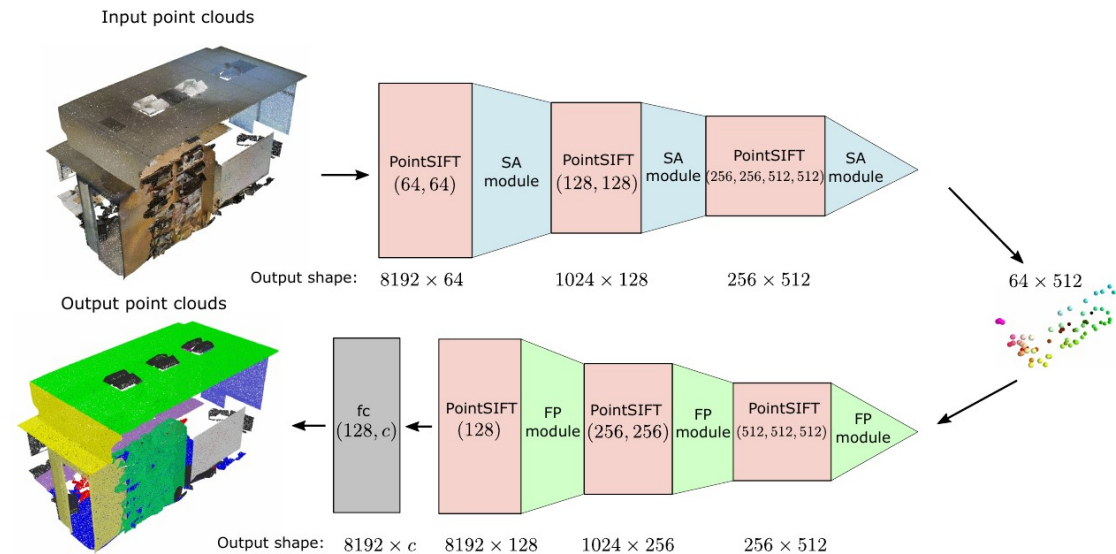 Input point clouds
PointSIFT
(64, 64)
SA
module
PointSIFT
(128, 128)
SA
module
PointSIFT
(256, 256, 512, 512)
SA
module
Output shape: 8192 × 64 1024 × 128 256 × 512
64 × 512
Output point clouds
fc
(128, c)
PointSIFT
(128)
FP
module
PointSIFT
(256, 256)
FP
module
PointSIFT
(512, 512, 512)
FP
module
Output shape: 8192 × c 8192 × 128 1024 × 256 256 × 512